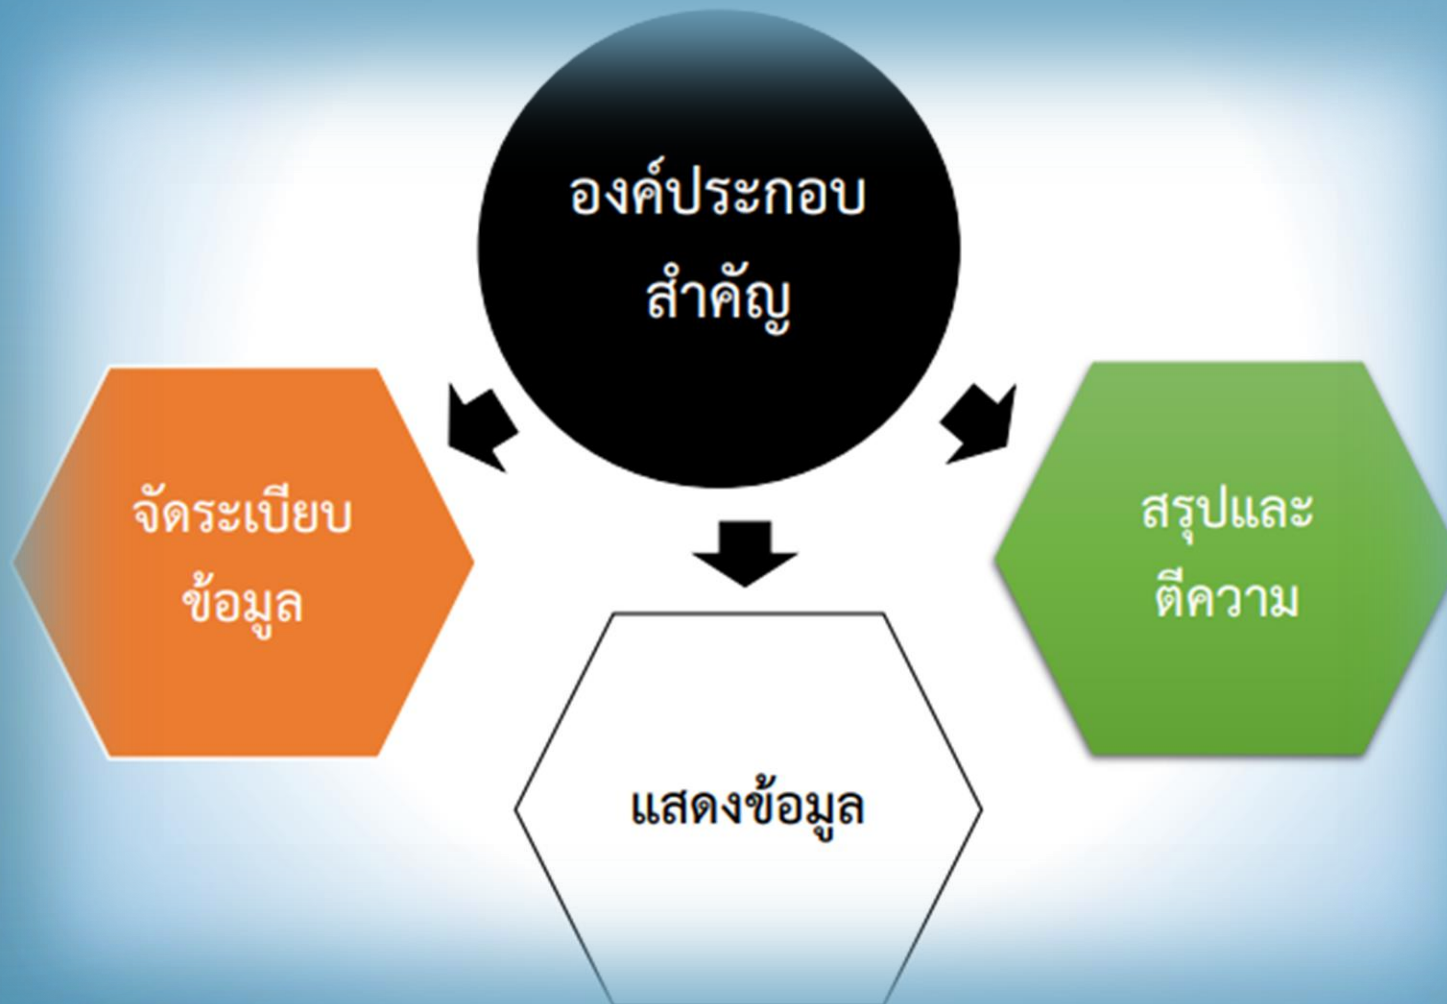 องค์ประกอบ
สำคัญ
จัดระเบียบ
ข้อมูล
แสดงข้อมูล
สรุปและ
ตีความ